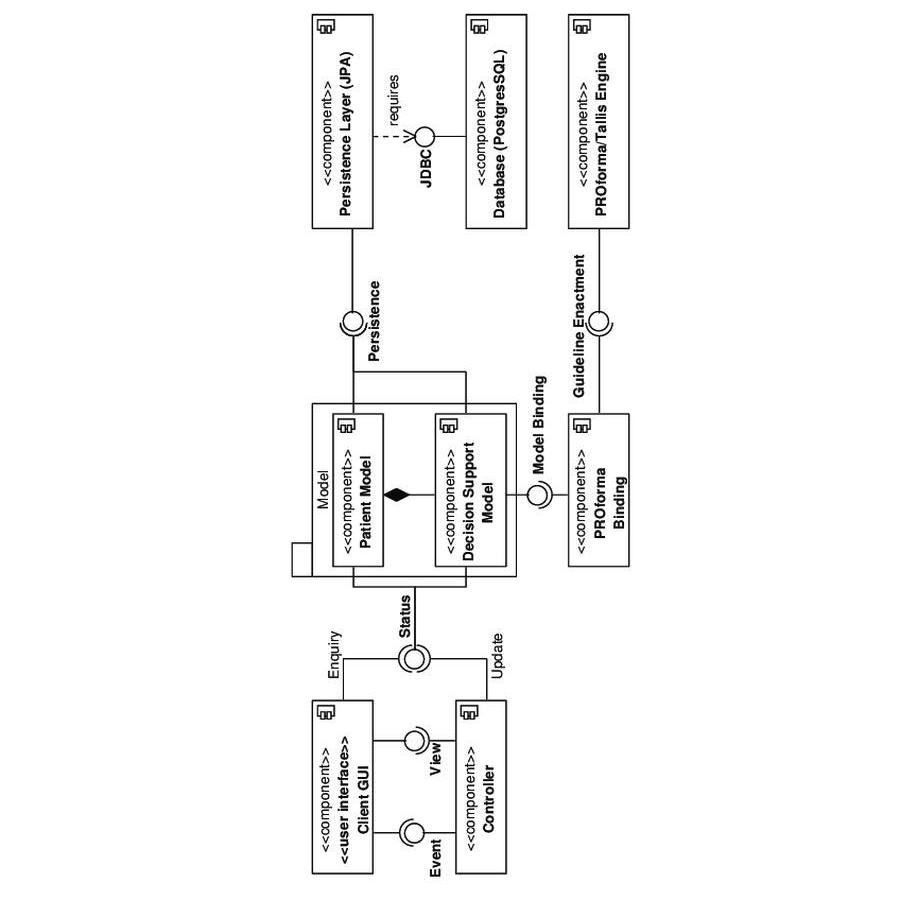 <<component>>
<<user interface>>
Client GUI
Enquiry
Event
View
<<component>>
Controller
Update
Status
Model
<<component>>
Patient Model
<<component>>
Decision Support
Model
Model Binding
<<component>>
PROforma
Binding
Persistence
Guideline Enactment
<<component>>
Persistence Layer (JPA)
requires
JDBC
<<component>>
Database (PostgresSQL)
<<component>>
PROforma/Tallis Engine